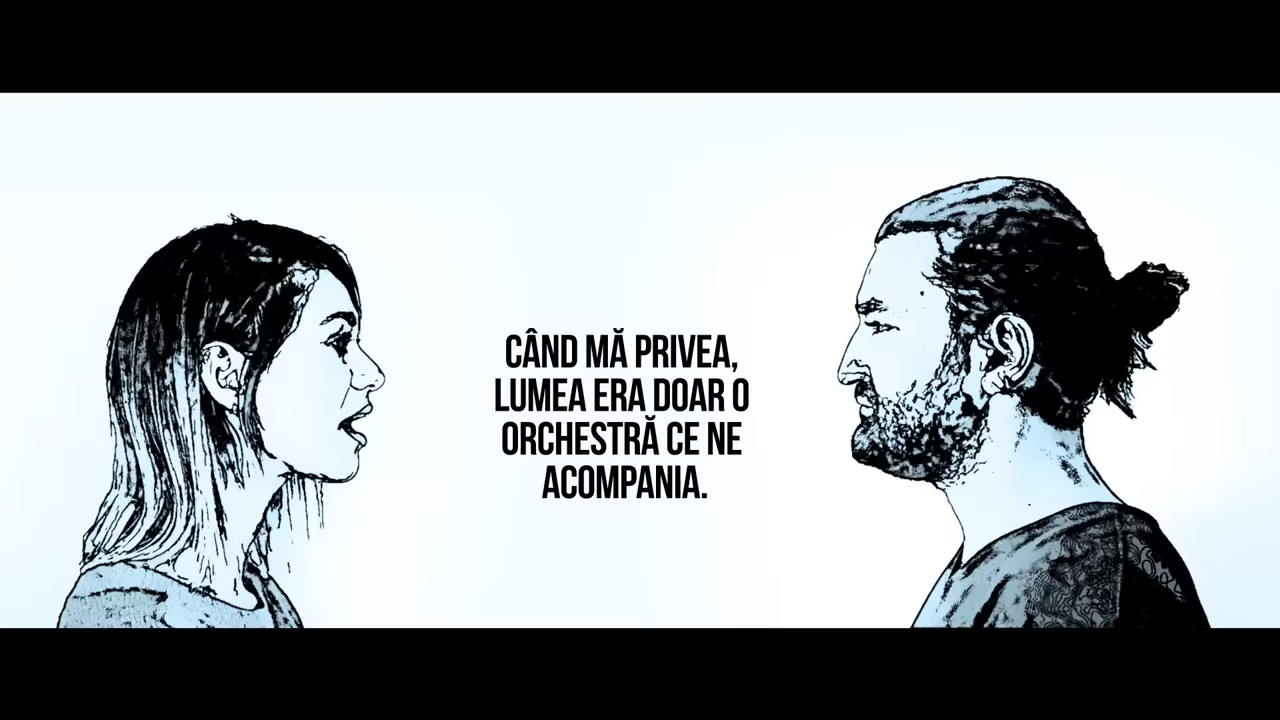 CÂND MĂ PRIVEA,
LUMEA ERA DOAR O
ORCHESTRĂ CE NE
ACOMPANIA.